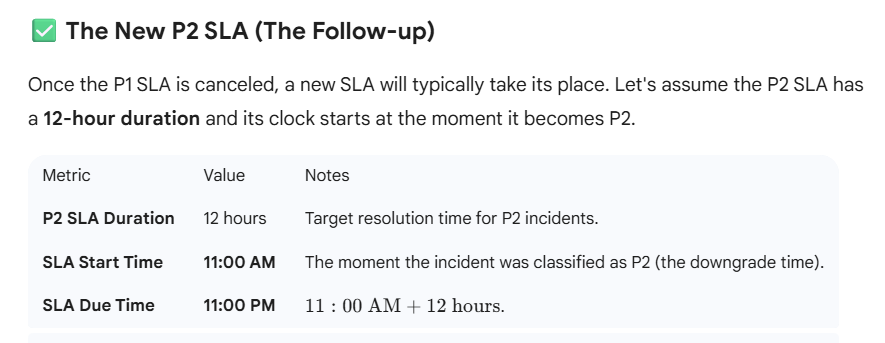 ✅ The New P2 SLA (The Follow-up)
Once the P1 SLA is canceled, a new SLA will typically take its place. Let's assume the P2 SLA has
a 12-hour duration and its clock starts at the moment it becomes P2.
Metric Value Notes
P2 SLA Duration 12 hours Target resolution time for P2 incidents.
SLA Start Time 11:00 AM The moment the incident was classified as P2 (the downgrade time).
SLA Due Time 11:00 PM 11 : 00 AM + 12 hours.